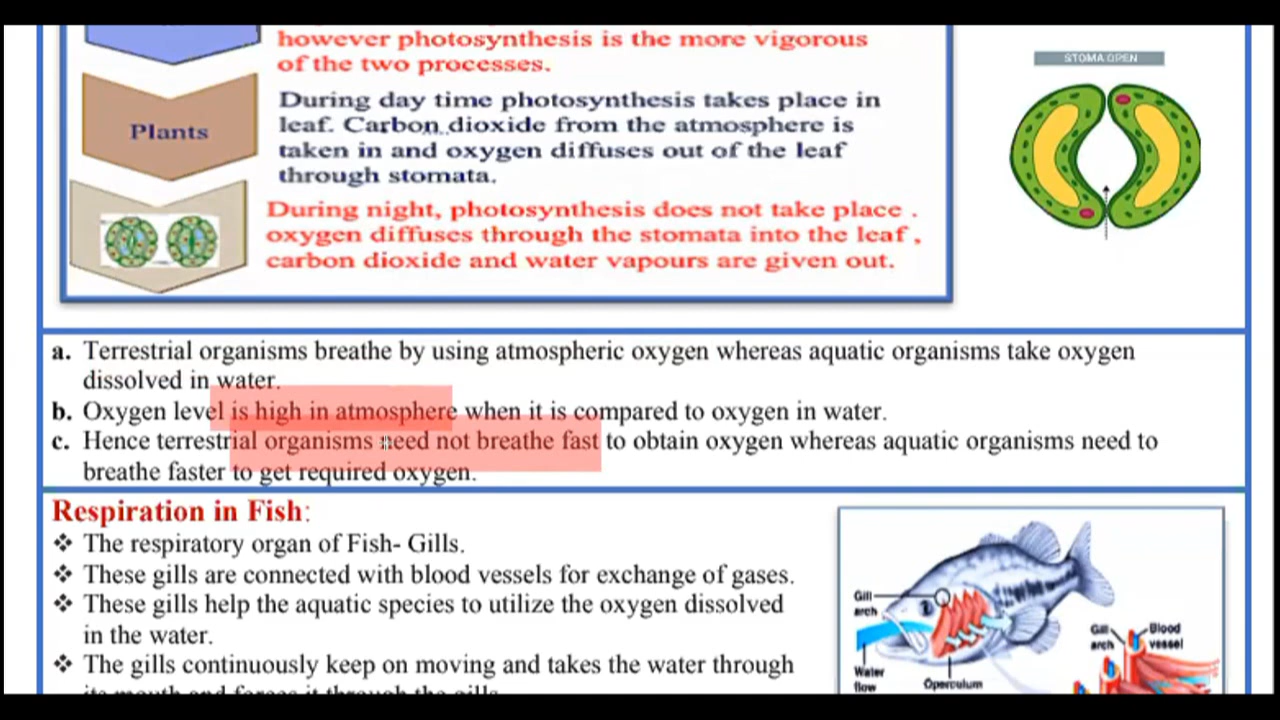 however photosynthesis is the more vigorous
of the two processes.
Plants
During day time photosynthesis takes place in
leaf. Carbon dioxide from the atmosphere is
taken in and oxygen diffuses out of the leaf
through stomata.
During night, photosynthesis does not take place .
oxygen diffuses through the stomata into the leaf ,
carbon dioxide and water vapours are given out.
STOMA OPEN
a. Terrestrial organisms breathe by using atmospheric oxygen whereas aquatic organisms take oxygen
dissolved in water.
b. Oxygen level is high in atmosphere when it is compared to oxygen in water.
c. Hence terrestrial organisms need not breathe fast to obtain oxygen whereas aquatic organisms need to
breathe faster to get required oxygen.
Respiration in Fish:
❖ The respiratory organ of Fish- Gills.
❖ These gills are connected with blood vessels for exchange of gases.
❖ These gills help the aquatic species to utilize the oxygen dissolved
in the water.
❖ The gills continuously keep on moving and takes the water through
its mouth and forces it through the gills
Gill
arch
Water
flow
Operculum
Gill
arch
Blood
vessel